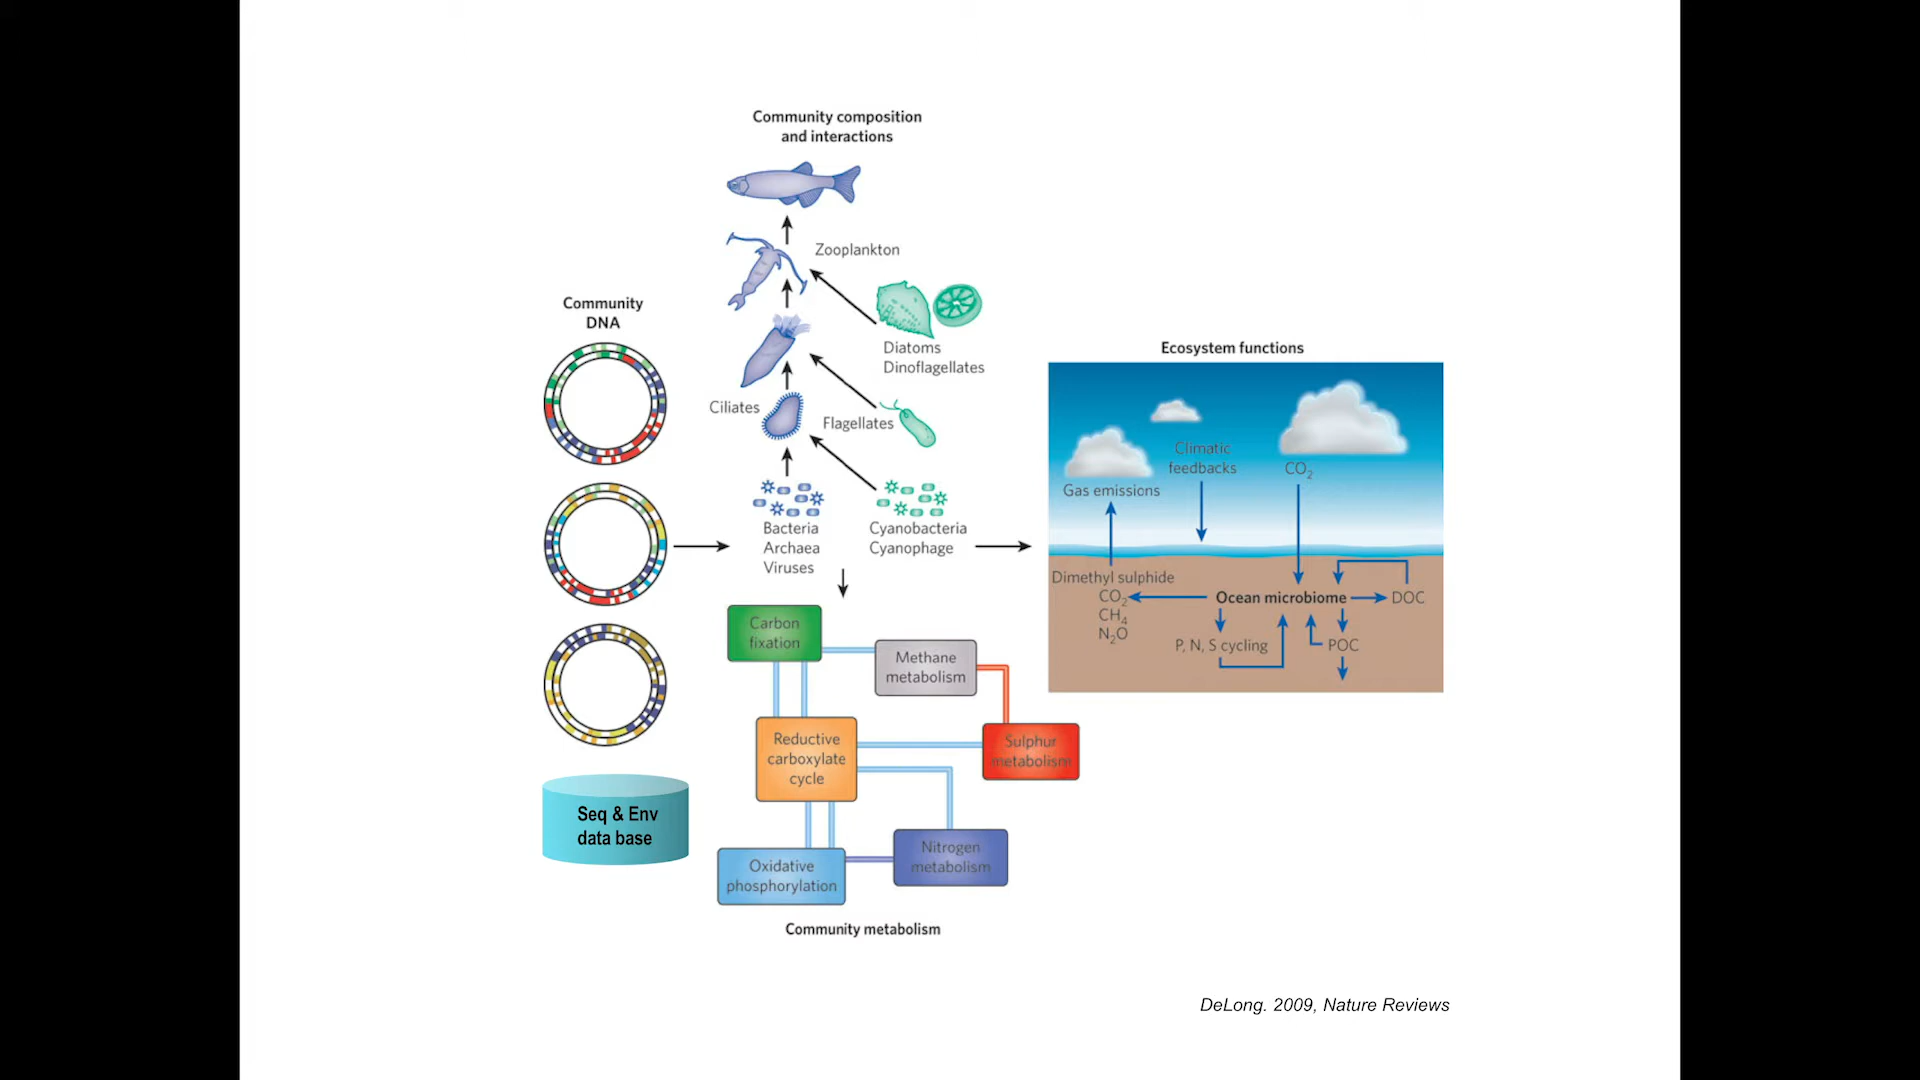 Community composition
and interactions
Zooplankton
Community
DNA
Diatoms
Dinoflagellates
Ciliates
Flagellates
Bacteria
Archaea
Viruses
Cyanobacteria
Cyanophage
Ecosystem functions
Climatic
feedbacks
CO₂
Gas emissions
Dimethyl sulphide
CO₂
CH₄
N₂O
Ocean microbiome
DOC
P, N, S cycling
POC
Carbon
fixation
Methane
metabolism
Reductive
carboxylate
cycle
Sulphur
metabolism
Seq & Env
data base
Oxidative
phosphorylation
Nitrogen
metabolism
Community metabolism
DeLong. 2009, Nature Reviews